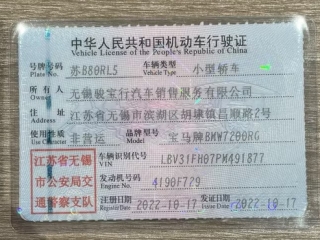 中华人民共和国机动车行驶证
Vehicle License of the People's Republic of China
号牌号码 Plate No. 苏B80RL5 车辆类型 Vehicle Type 小型轿车
所有人 Owner 无锡骏宝行汽车销售服务有限公司
住址 Address 江苏省无锡市滨湖区胡埭镇昌顺路2号
使用性质 Use Character 非营运 品牌型号 Model 宝马牌BMW7200RG
江苏省无锡
市公安局交
通警察支队
车辆识别代号 VIN LBV31FH07PM491877
发动机号码 Engine No. 4190F729
注册日期 Register Date 2022-10-17 发证日期 Issue Date 2022-10-17